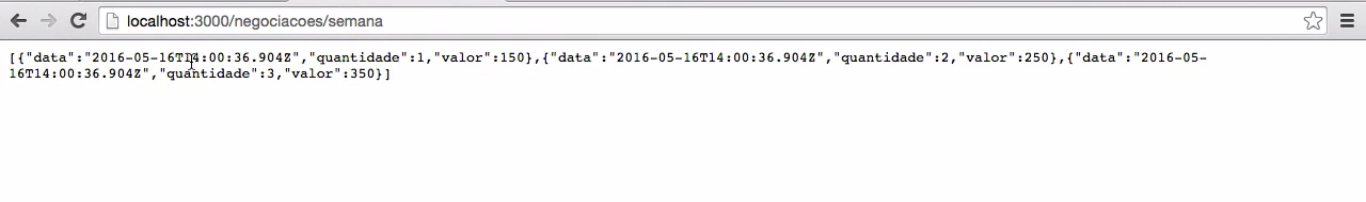 localhost:3000/negociacoes/semana
[{"data":"2016-05-16T14:00:36.904Z","quantidade":1,"valor":150},{"data":"2016-05-16T14:00:36.904Z","quantidade":2,"valor":250},{"data":"2016-05-
16T14:00:36.904Z","quantidade":3,"valor":350}]